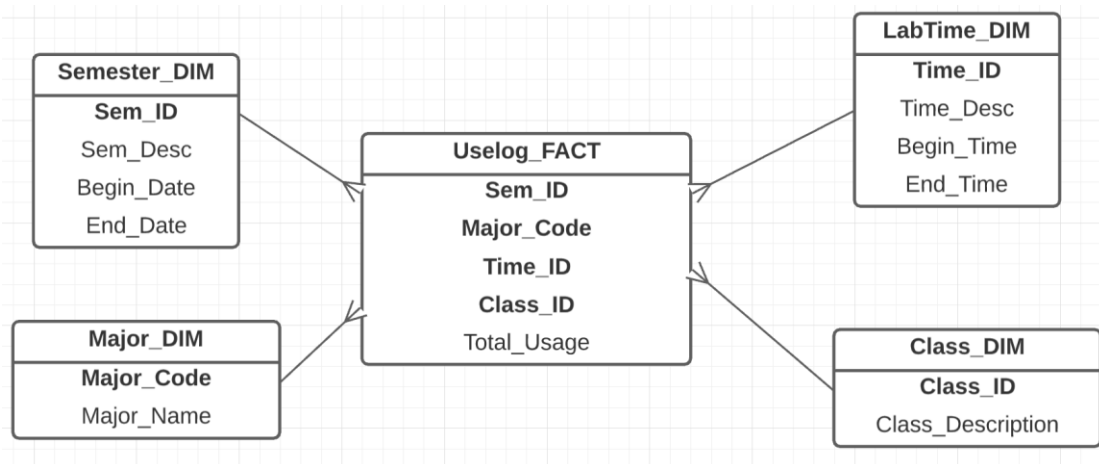 Semester_DIM
Sem_ID
Sem_Desc
Begin_Date
End_Date
Major_DIM
Major_Code
Major_Name
Uselog_FACT
Sem_ID
Major_Code
Time_ID
Class_ID
Total_Usage
LabTime_DIM
Time_ID
Time_Desc
Begin_Time
End_Time
Class_DIM
Class_ID
Class_Description